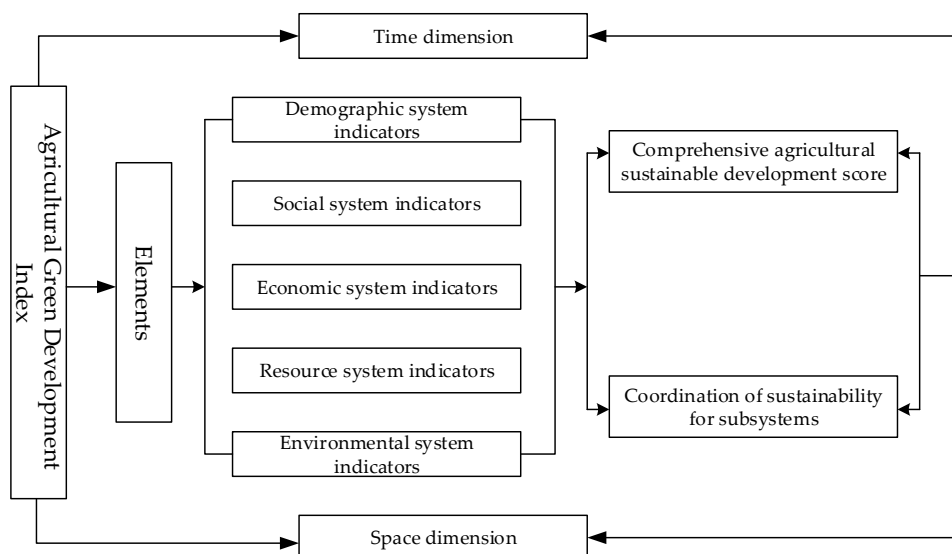 Time dimension
Agricultural Green Development
Index
Elements
Demographic system
indicators
Social system indicators
Economic system indicators
Resource system indicators
Environmental system
indicators
Comprehensive agricultural
sustainable development score
Coordination of sustainability
for subsystems
Space dimension